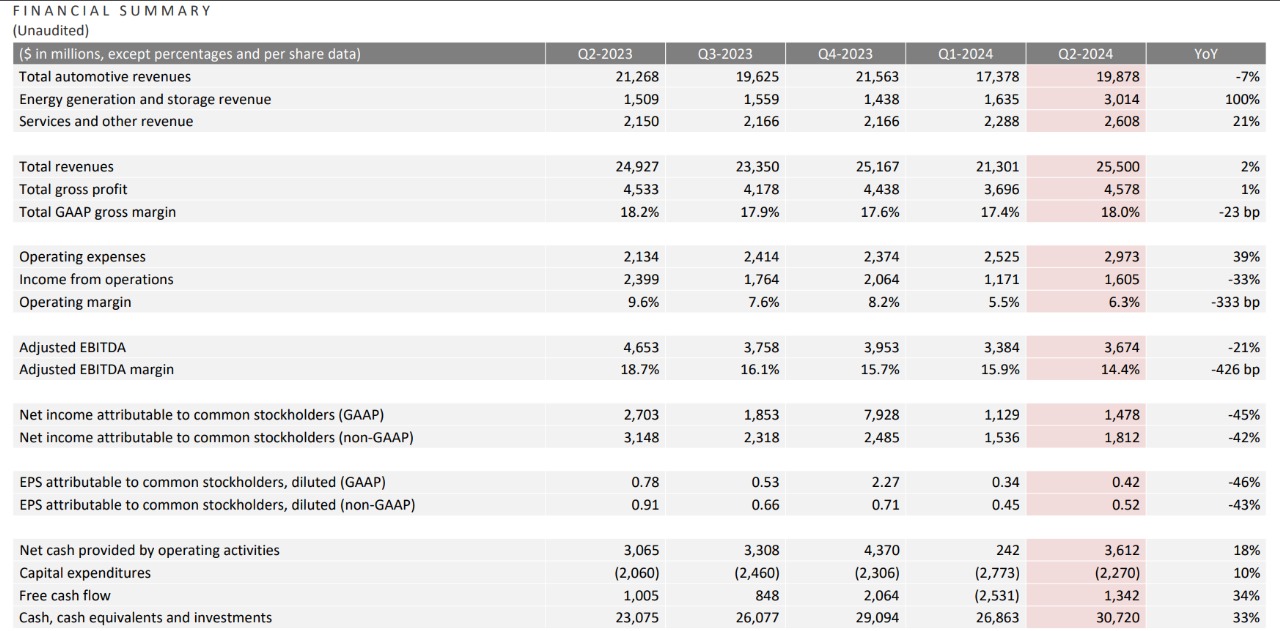 FINANCIAL SUMMARY
(Unaudited)
($ in millions, except percentages and per share data) Q2-2023 Q3-2023 Q4-2023 Q1-2024 Q2-2024 YoY
Total automotive revenues 21,268 19,625 21,563 17,378 19,878 -7%
Energy generation and storage revenue 1,509 1,559 1,438 1,635 3,014 100%
Services and other revenue 2,150 2,166 2,166 2,288 2,608 21%
Total revenues 24,927 23,350 25,167 21,301 25,500 2%
Total gross profit 4,533 4,178 4,438 3,696 4,578 1%
Total GAAP gross margin 18.2% 17.9% 17.6% 17.4% 18.0% -23 bp
Operating expenses 2,134 2,414 2,374 2,525 2,973 39%
Income from operations 2,399 1,764 2,064 1,171 1,605 -33%
Operating margin 9.6% 7.6% 8.2% 5.5% 6.3% -333 bp
Adjusted EBITDA 4,653 3,758 3,953 3,384 3,674 -21%
Adjusted EBITDA margin 18.7% 16.1% 15.7% 15.9% 14.4% -426 bp
Net income attributable to common stockholders (GAAP) 2,703 1,853 7,928 1,129 1,478 -45%
Net income attributable to common stockholders (non-GAAP) 3,148 2,318 2,485 1,536 1,812 -42%
EPS attributable to common stockholders, diluted (GAAP) 0.78 0.53 2.27 0.34 0.42 -46%
EPS attributable to common stockholders, diluted (non-GAAP) 0.91 0.66 0.71 0.45 0.52 -43%
Net cash provided by operating activities 3,065 3,308 4,370 242 3,612 18%
Capital expenditures (2,060) (2,460) (2,306) (2,773) (2,270) 10%
Free cash flow 1,005 848 2,064 (2,531) 1,342 34%
Cash, cash equivalents and investments 23,075 26,077 29,094 26,863 30,720 33%